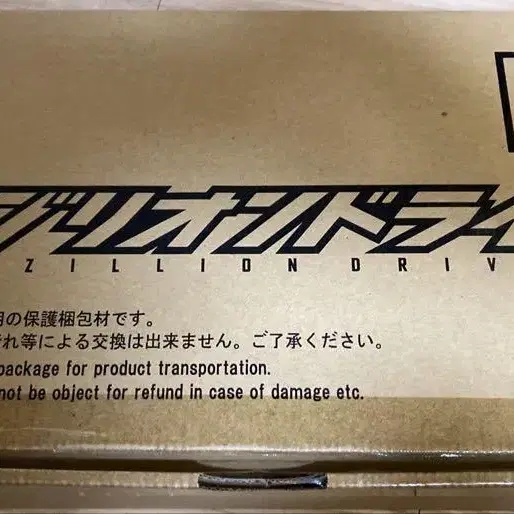 ジリオンドライ
ZILLION DRIV
用の保護梱包材です。
れ等による交換は出来ません。ご了承ください。
package for product transportation.
not be object for refund in case of damage etc.